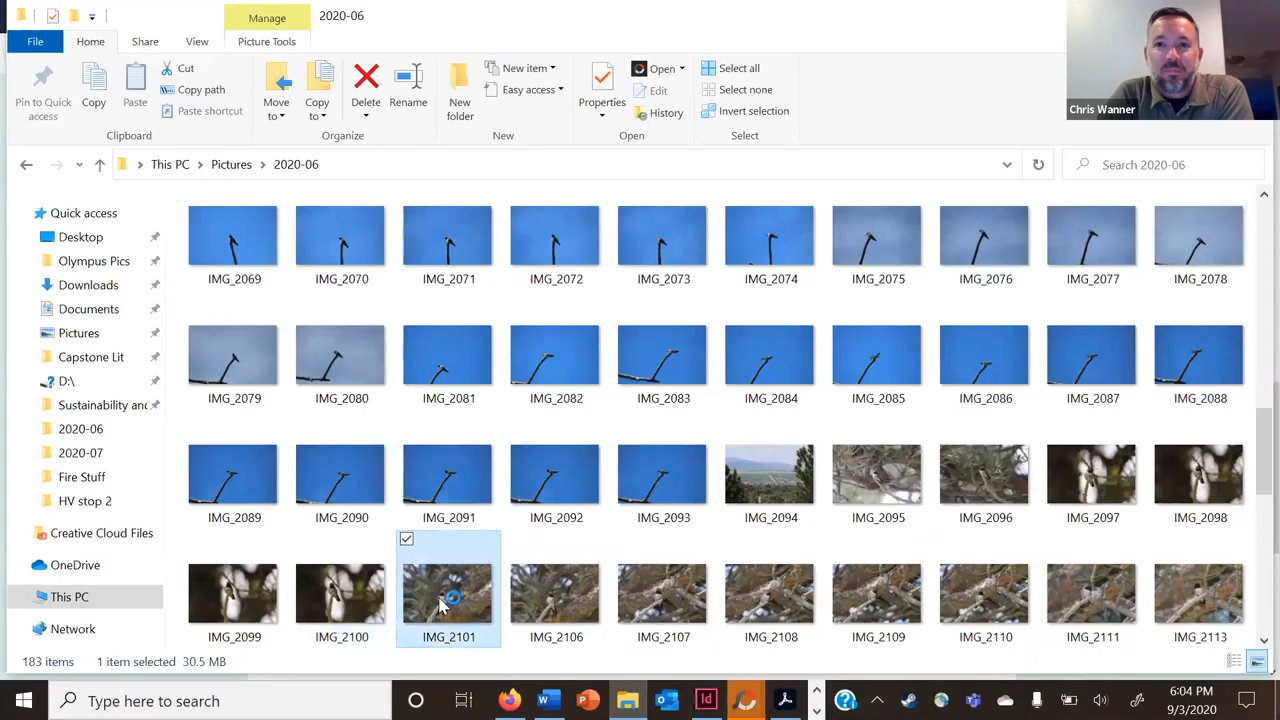 Manage
2020-06
File
Home
Share
View
Picture Tools
Pin to Quick access
Copy
Paste
Cut
Copy path
Paste shortcut
Clipboard
Move to
Copy to
Delete
Rename
Organize
New folder
New item
Easy access
New
Properties
Open
Edit
History
Open
Select all
Select none
Invert selection
Select
Chris Wanner
This PC
Pictures
2020-06
Search 2020-06
Quick access
Desktop
Olympus Pics
Downloads
Documents
Pictures
Capstone Lit
D:\
Sustainability and
2020-06
2020-07
Fire Stuff
HV stop 2
Creative Cloud Files
OneDrive
This PC
Network
IMG_2069 IMG_2070 IMG_2071 IMG_2072 IMG_2073 IMG_2074 IMG_2075 IMG_2076 IMG_2077 IMG_2078
IMG_2079 IMG_2080 IMG_2081 IMG_2082 IMG_2083 IMG_2084 IMG_2085 IMG_2086 IMG_2087 IMG_2088
IMG_2089 IMG_2090 IMG_2091 IMG_2092 IMG_2093 IMG_2094 IMG_2095 IMG_2096 IMG_2097 IMG_2098
IMG_2099 IMG_2100 IMG_2101 IMG_2106 IMG_2107 IMG_2108 IMG_2109 IMG_2110 IMG_2111 IMG_2113
183 items 1 item selected 30.5 MB
Type here to search
6:04 PM
9/3/2020